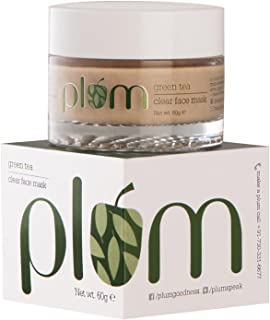 plum
green tea
clear face mask
Net wt. 60g ℮
green tea
clear face mask
plum
Net wt. 60g ℮
/plumgoodness
/plumspeak